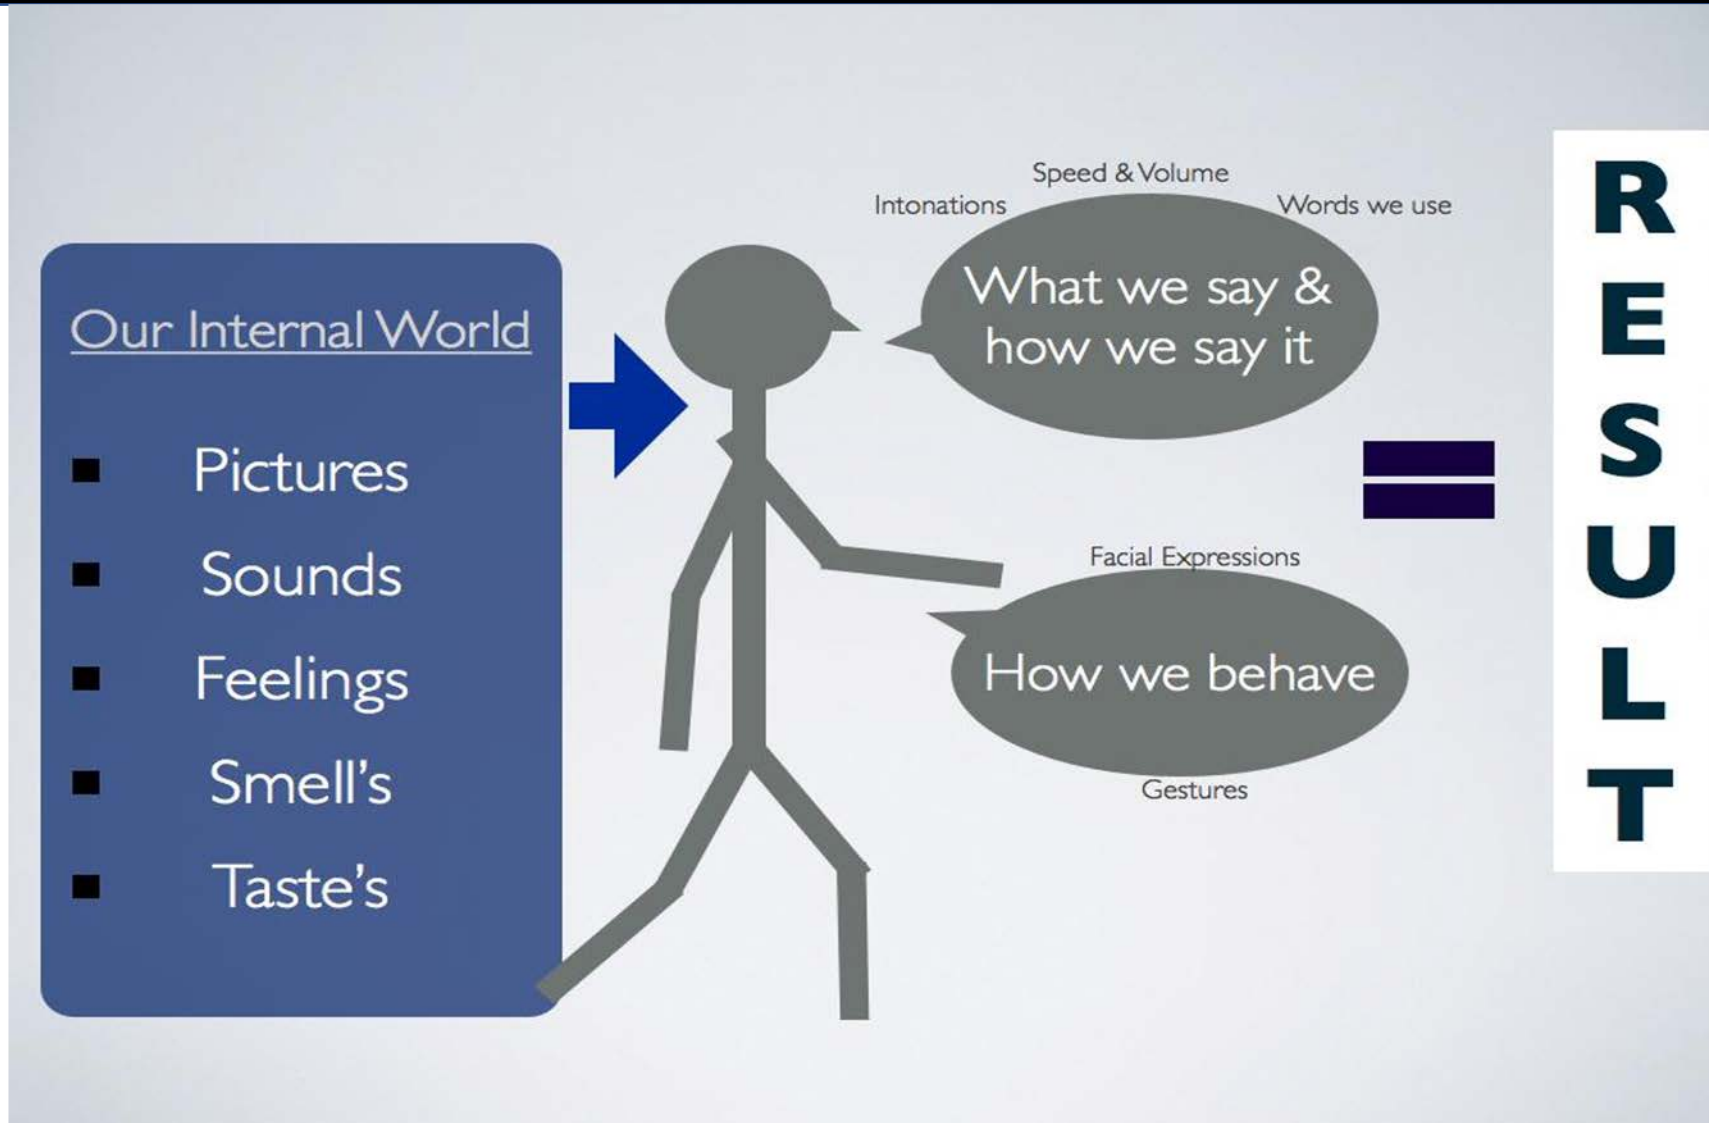 Our Internal World
Pictures
Sounds
Feelings
Smell's
Taste's
Speed & Volume
Intonations
Words we use
What we say &
how we say it
Facial Expressions
How we behave
Gestures
RESULT